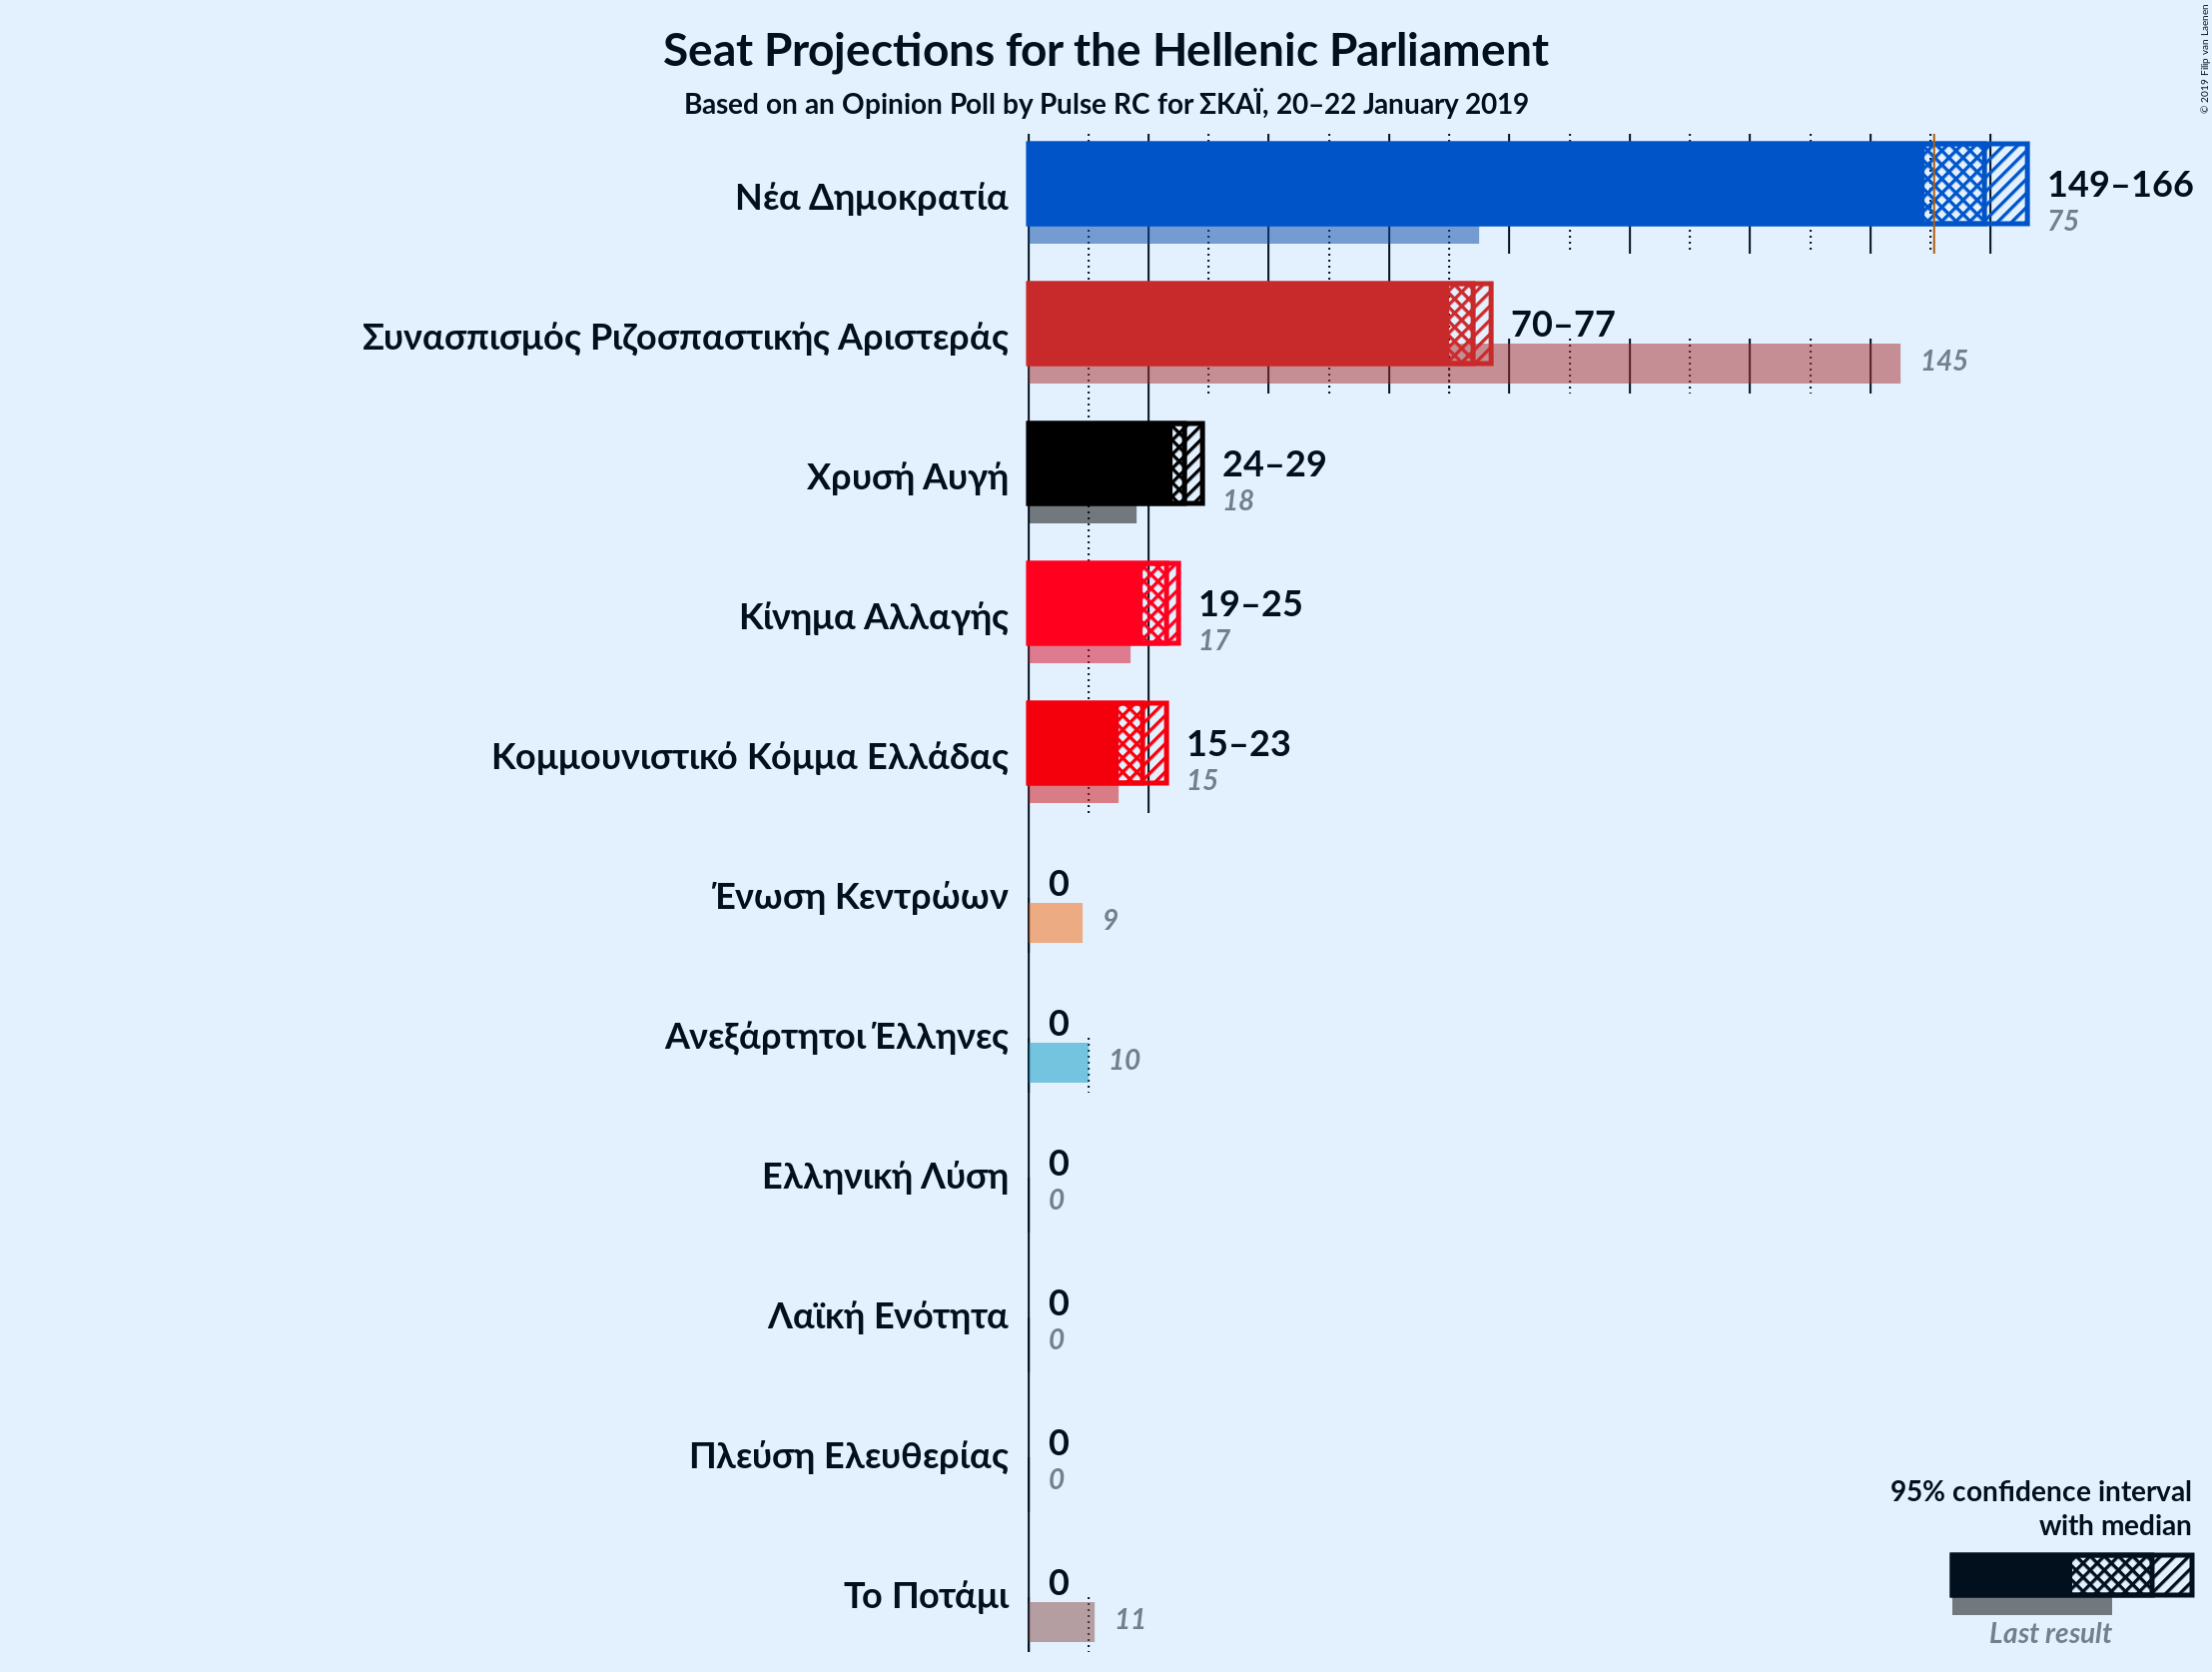 Seat Projections for the Hellenic Parliament
Based on an Opinion Poll by Pulse RC for ΣΚΑΪ, 20–22 January 2019
© 2019 Filip van Laenen
Νέα Δημοκρατία
149–166
75
Συνασπισμός Ριζοσπαστικής Αριστεράς
70–77
145
Χρυσή Αυγή
24–29
18
Κίνημα Αλλαγής
19–25
17
Κομμουνιστικό Κόμμα Ελλάδας
15–23
15
Ένωση Κεντρώων
0
9
Ανεξάρτητοι Έλληνες
0
10
Ελληνική Λύση
0
0
Λαϊκή Ενότητα
0
0
Πλεύση Ελευθερίας
0
0
Το Ποτάμι
0
11
95% confidence interval
with median
Last result